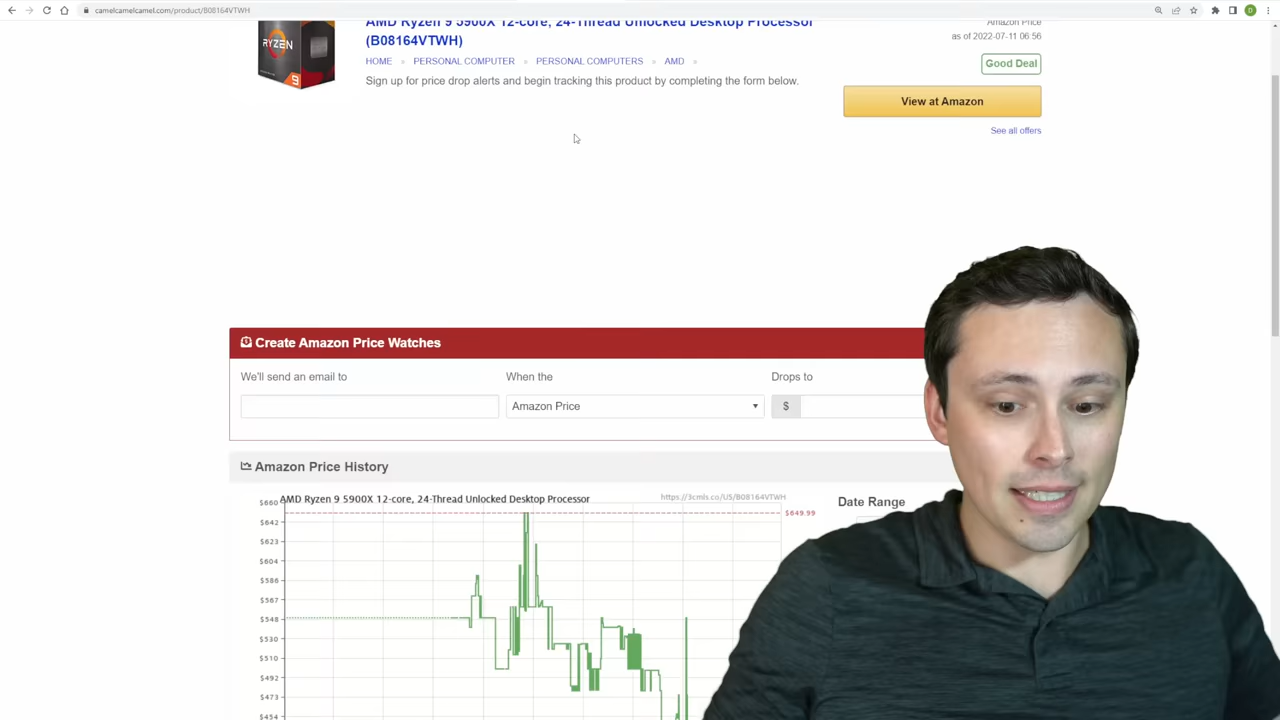 camelcamelcamel.com/product/B08164VTWH
AMD Ryzen 9 5900X 12-core, 24-Thread Unlocked Desktop Processor
(B08164VTWH)
RYZEN
9
HOME » PERSONAL COMPUTER » PERSONAL COMPUTERS » AMD »
Sign up for price drop alerts and begin tracking this product by completing the form below.
Amazon Price
as of 2022-07-11 06:56
Good Deal
View at Amazon
See all offers
Create Amazon Price Watches
We'll send an email to
When the
Drops to
Amazon Price
$
Amazon Price History
AMD Ryzen 9 5900X 12-core, 24-Thread Unlocked Desktop Processor
https://3cmls.co/US/B08164VTWH
Date Range
$660
$649.99
$642
$623
$604
$586
$567
$548
$530
$510
$492
$473
$454